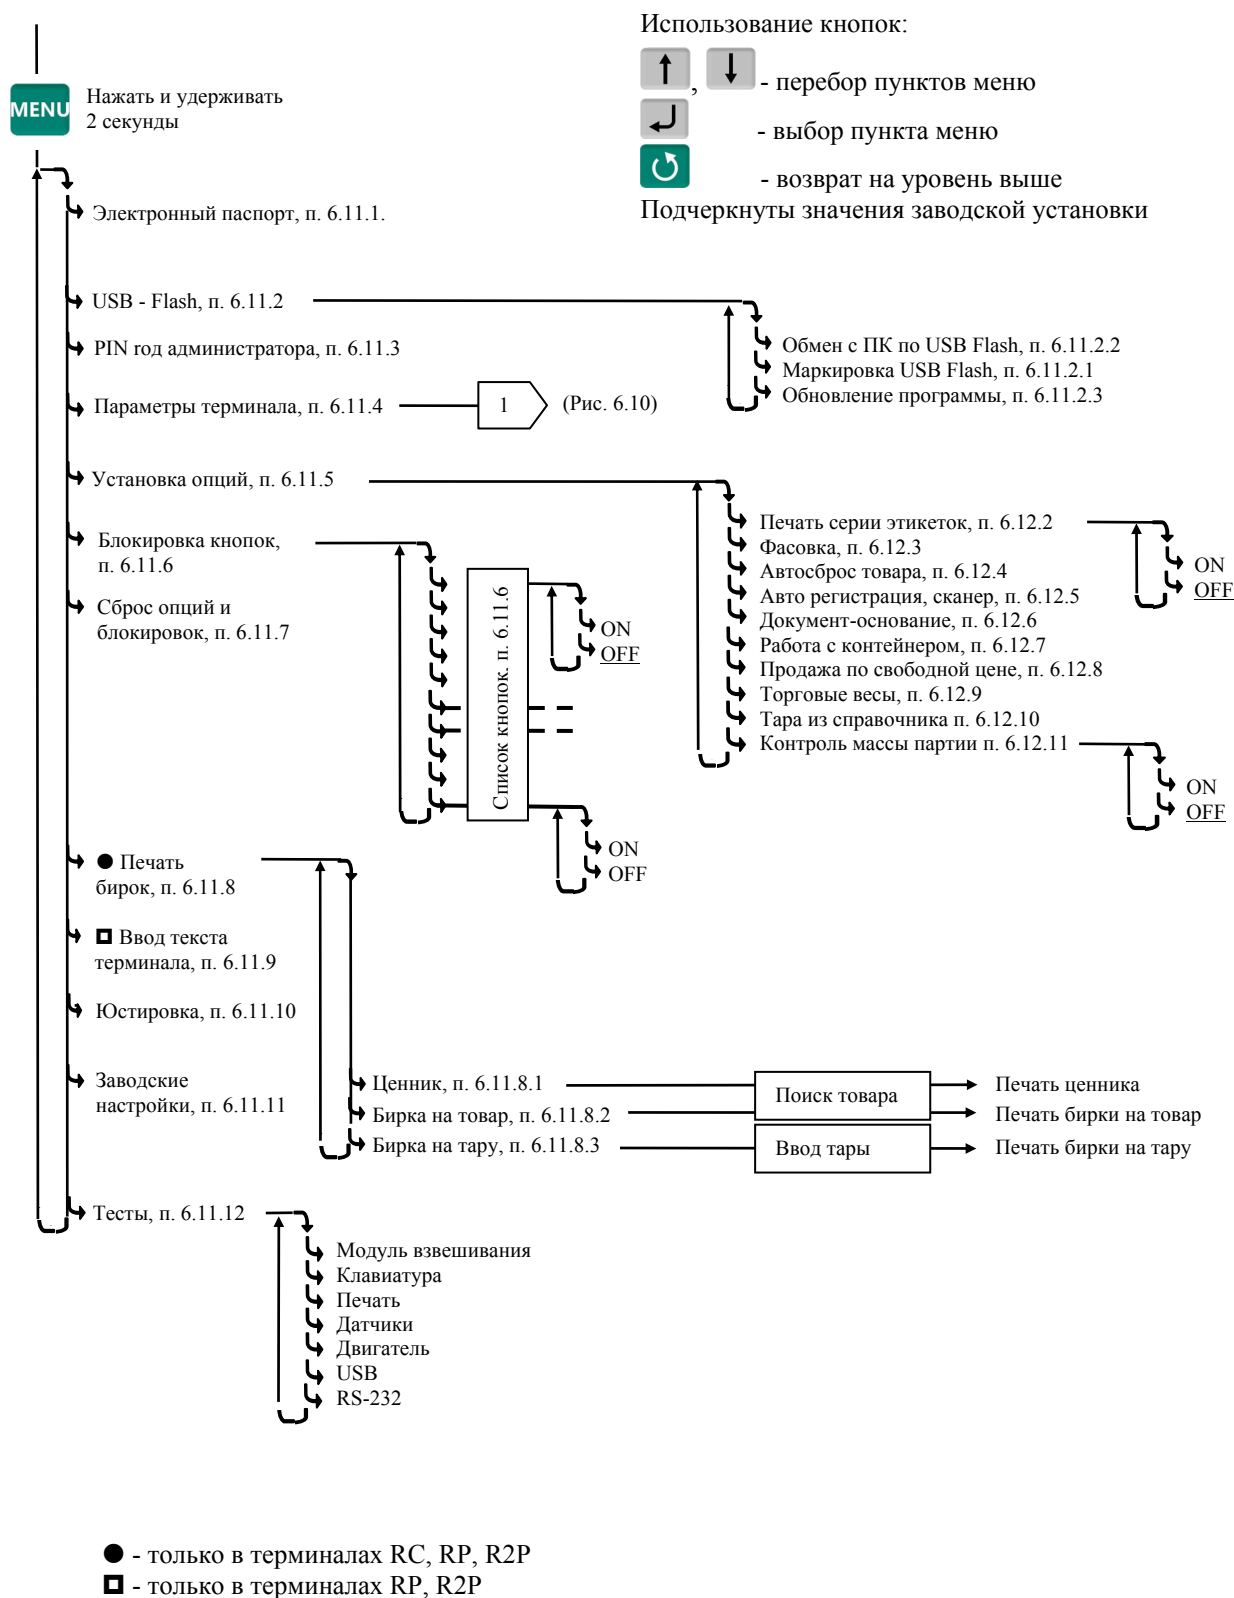 Использование кнопок:
MENU
Нажать и удерживать
2 секунды
, - перебор пунктов меню
- выбор пункта меню
- возврат на уровень выше
Подчеркнуты значения заводской установки
Электронный паспорт, п. 6.11.1.
USB - Flash, п. 6.11.2
Обмен с ПК по USB Flash, п. 6.11.2.2
Маркировка USB Flash, п. 6.11.2.1
Обновление программы, п. 6.11.2.3
PIN год администратора, п. 6.11.3
Параметры терминала, п. 6.11.4
1
(Рис. 6.10)
Установка опций, п. 6.11.5
Печать серии этикеток, п. 6.12.2
Фасовка, п. 6.12.3
Автосброс товара, п. 6.12.4
Авто регистрация, сканер, п. 6.12.5
Документ-основание, п. 6.12.6
Работа с контейнером, п. 6.12.7
Продажа по свободной цене, п. 6.12.8
Торговые весы, п. 6.12.9
Тара из справочника п. 6.12.10
Контроль массы партии п. 6.12.11
ON
OFF
ON
OFF
Блокировка кнопок,
п. 6.11.6
Список кнопок. п. 6.11.6
ON
OFF
ON
OFF
Сброс опций и
блокировок, п. 6.11.7
● Печать
бирок, п. 6.11.8
Ввод текста
терминала, п. 6.11.9
Юстировка, п. 6.11.10
Заводские
настройки, п. 6.11.11
Ценник, п. 6.11.8.1
Бирка на товар, п. 6.11.8.2
Бирка на тару, п. 6.11.8.3
Поиск товара
Ввод тары
Печать ценника
Печать бирки на товар
Печать бирки на тару
Тесты, п. 6.11.12
Модуль взвешивания
Клавиатура
Печать
Датчики
Двигатель
USB
RS-232
● - только в терминалах RC, RP, R2P
- только в терминалах RP, R2P